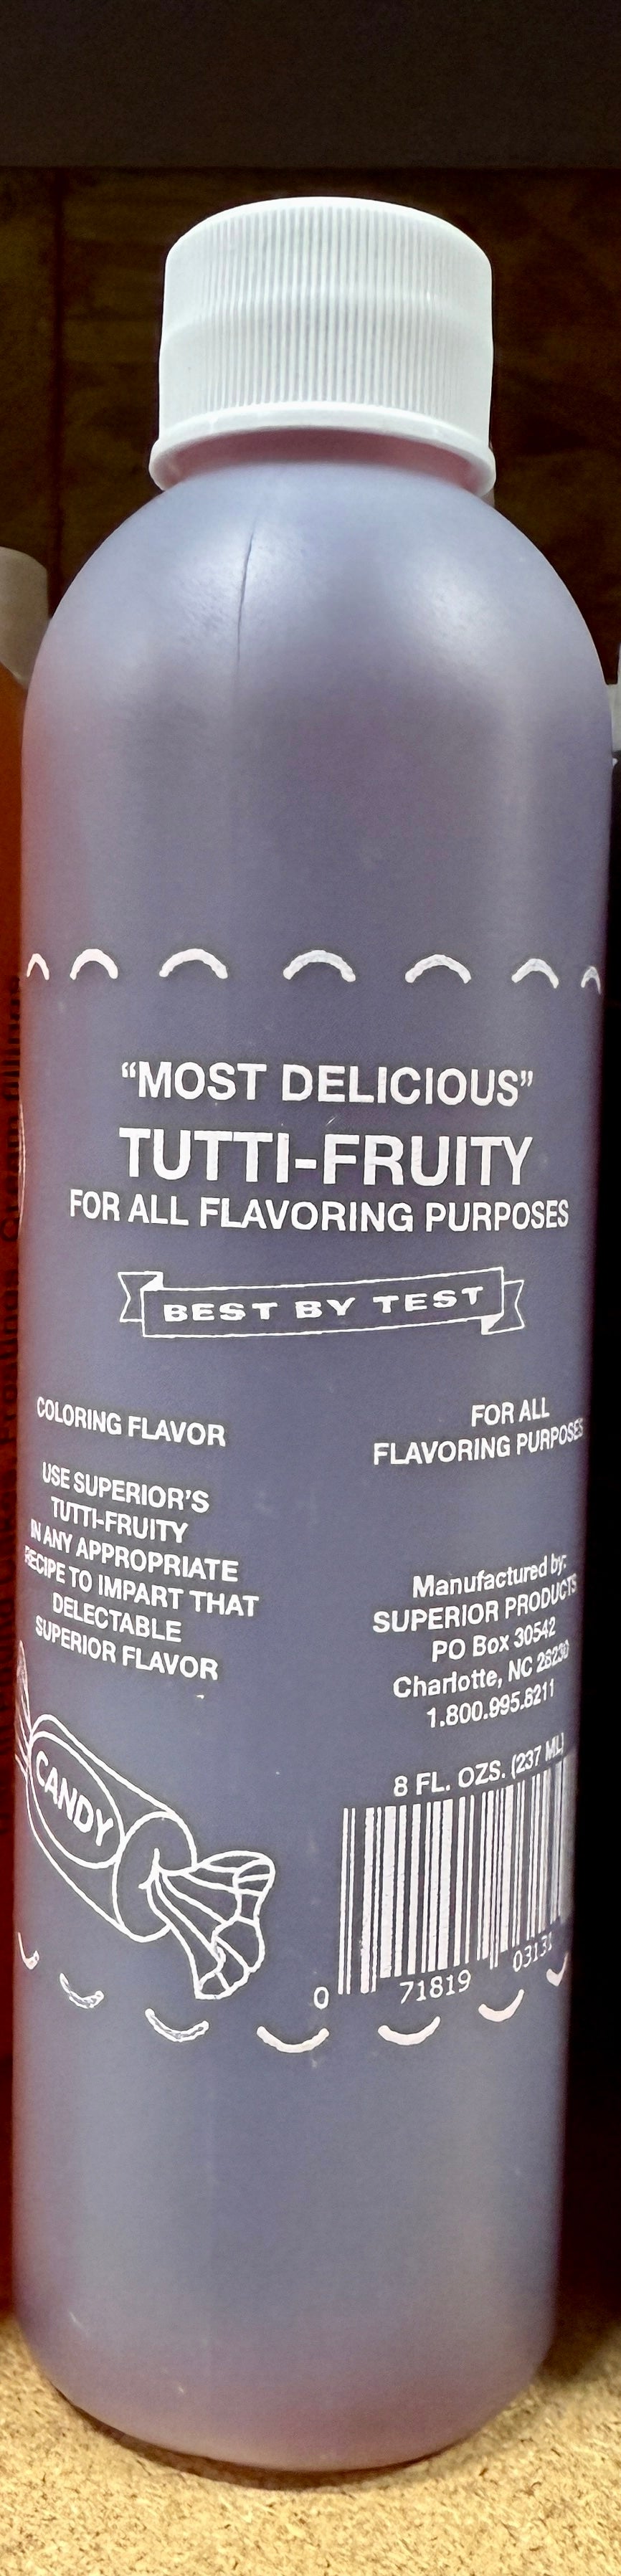 “MOST DELICIOUS”
TUTTI-FRUITY
FOR ALL FLAVORING PURPOSES
BEST BY TEST
COLORING FLAVOR
USE SUPERIOR'S
TUTTI-FRUITY
IN ANY APPROPRIATE
RECIPE TO IMPART THAT
DELECTABLE
SUPERIOR FLAVOR
CANDY
FOR ALL
FLAVORING PURPOSES
Manufactured by:
SUPERIOR PRODUCTS
PO Box 30542
Charlotte, NC 28230
1.800.995.8211
8 FL. OZS. (237 ML)
0 71819 03131